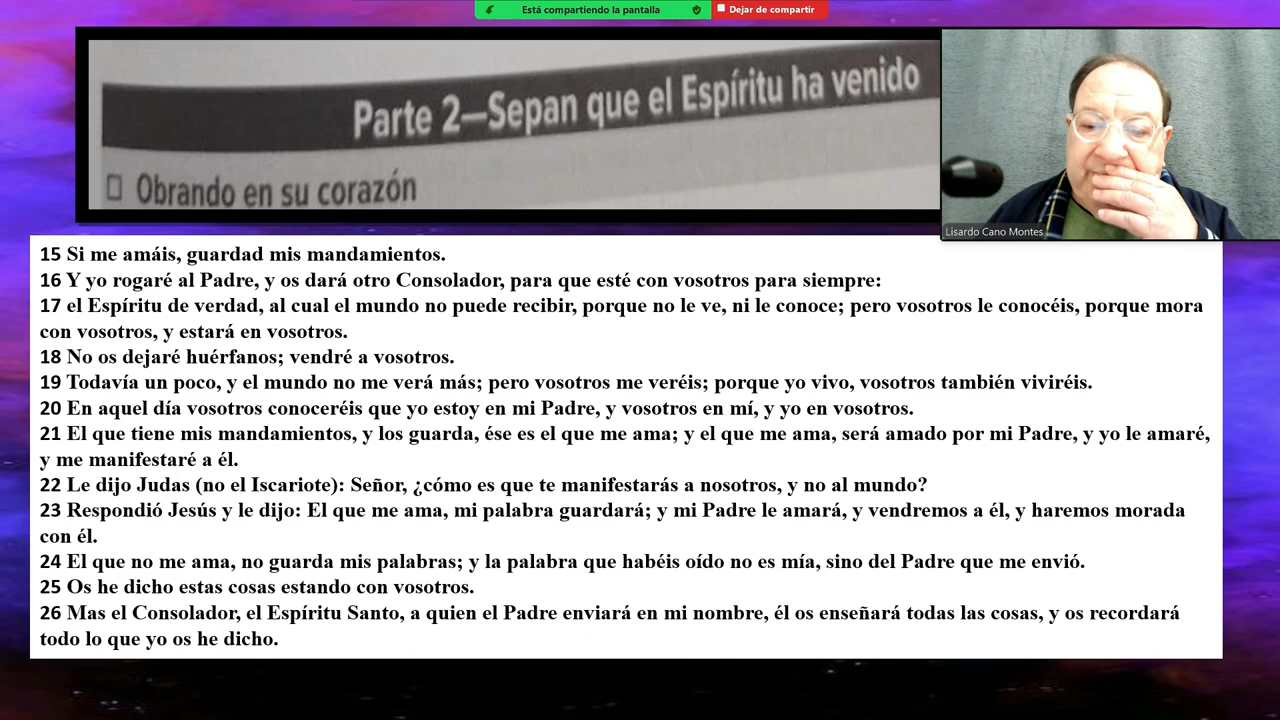 Está compartiendo la pantalla
Dejar de compartir
Parte 2—Sepan que el Espíritu ha venido
Obrando en su corazón
Lisardo Cano Montes
15 Si me amáis, guardad mis mandamientos.
16 Y yo rogaré al Padre, y os dará otro Consolador, para que esté con vosotros para siempre:
17 el Espíritu de verdad, al cual el mundo no puede recibir, porque no le ve, ni le conoce; pero vosotros le conocéis, porque mora
con vosotros, y estará en vosotros.
18 No os dejaré huérfanos; vendré a vosotros.
19 Todavía un poco, y el mundo no me verá más; pero vosotros me veréis; porque yo vivo, vosotros también viviréis.
20 En aquel día vosotros conoceréis que yo estoy en mi Padre, y vosotros en mí, y yo en vosotros.
21 El que tiene mis mandamientos, y los guarda, ése es el que me ama; y el que me ama, será amado por mi Padre, y yo le amaré,
y me manifestaré a él.
22 Le dijo Judas (no el Iscariote): Señor, ¿cómo es que te manifestarás a nosotros, y no al mundo?
23 Respondió Jesús y le dijo: El que me ama, mi palabra guardará; y mi Padre le amará, y vendremos a él, y haremos morada
con él.
24 El que no me ama, no guarda mis palabras; y la palabra que habéis oído no es mía, sino del Padre que me envió.
25 Os he dicho estas cosas estando con vosotros.
26 Mas el Consolador, el Espíritu Santo, a quien el Padre enviará en mi nombre, él os enseñará todas las cosas, y os recordará
todo lo que yo os he dicho.